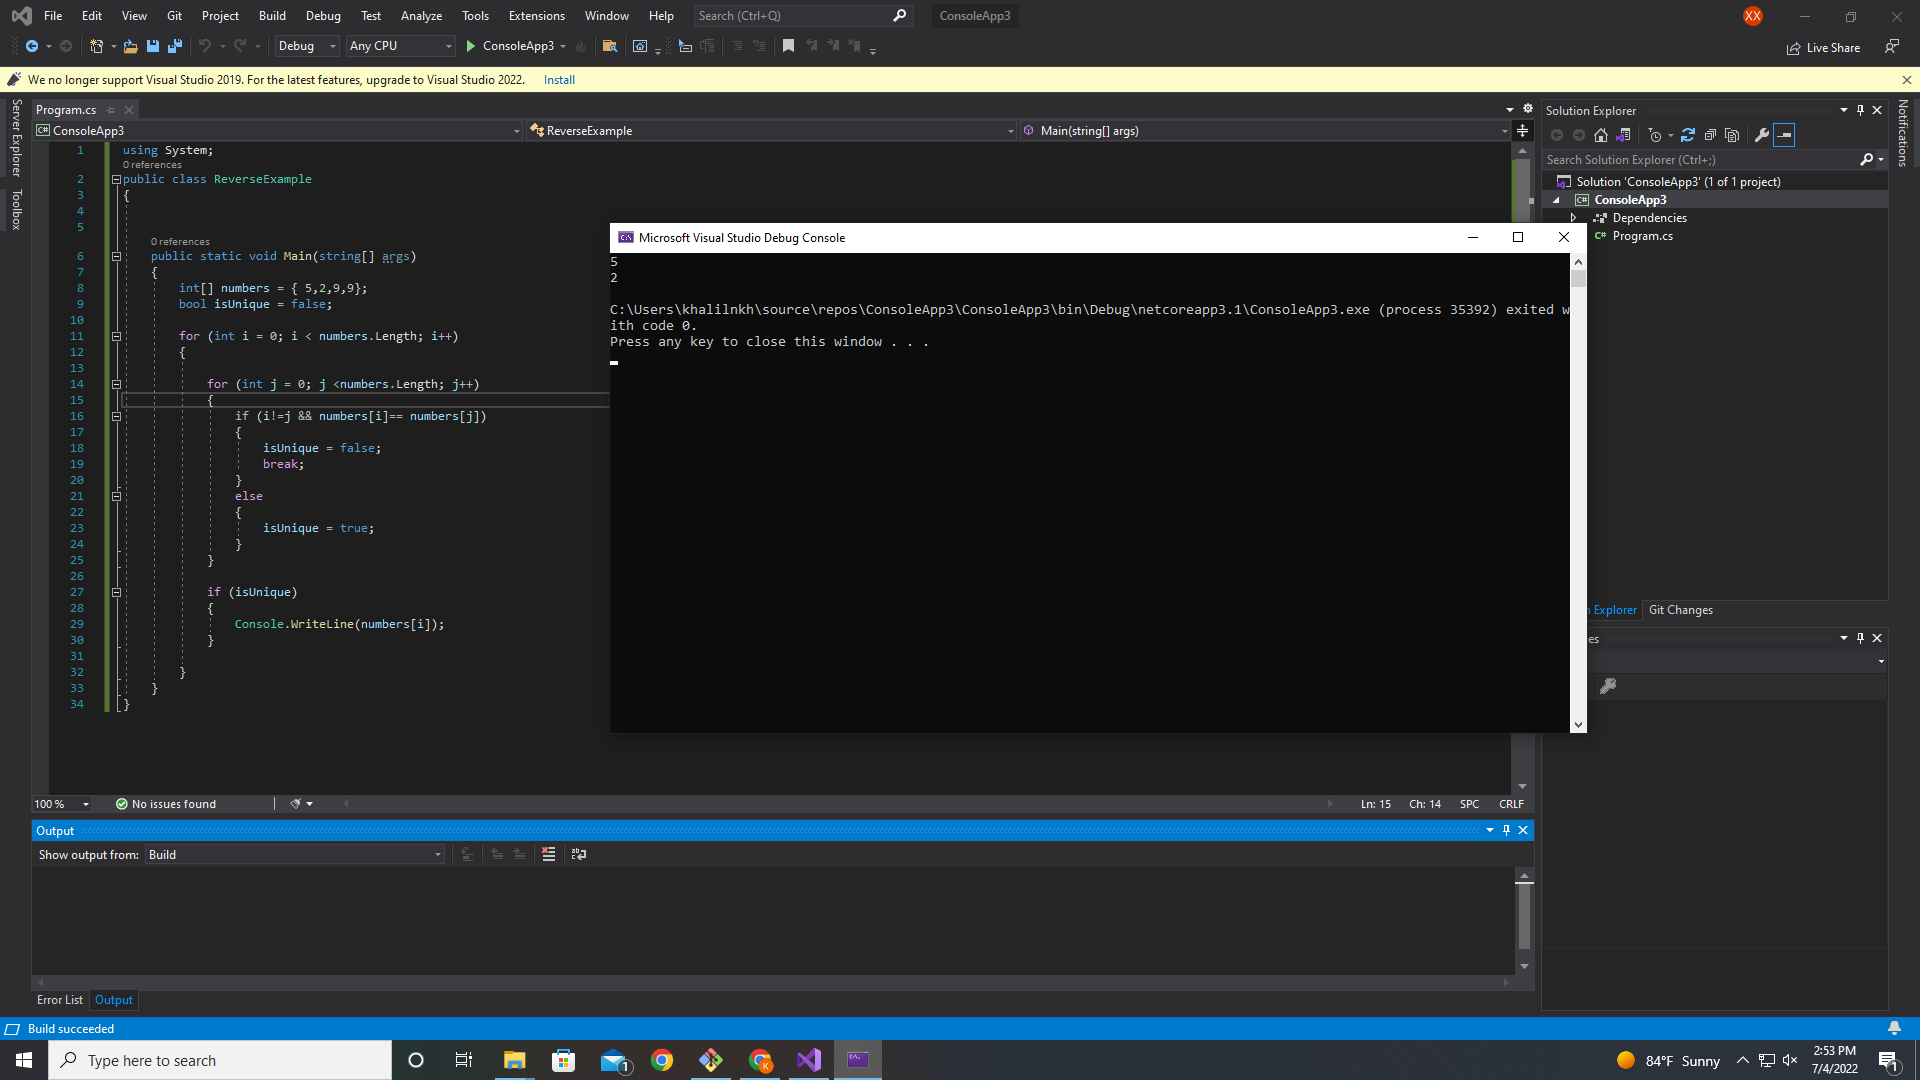 File Edit View Git Project Build Debug Test Analyze Tools Extensions Window Help Search (Ctrl+Q) ConsoleApp3 XX
Debug Any CPU ConsoleApp3 Live Share
We no longer support Visual Studio 2019. For the latest features, upgrade to Visual Studio 2022. Install
Server Explorer
Toolbox
Notifications
Program.cs
C# ConsoleApp3 ReverseExample Main(string[] args)
1 using System;
0 references
2 public class ReverseExample
3 {
4
5
0 references
6 public static void Main(string[] args)
7 {
8 int[] numbers = { 5,2,9,9};
9 bool isUnique = false;
10
11 for (int i = 0; i < numbers.Length; i++)
12 {
13
14 for (int j = 0; j <numbers.Length; j++)
15 {
16 if (i!=j && numbers[i]== numbers[j])
17 {
18 isUnique = false;
19 break;
20 }
21 else
22 {
23 isUnique = true;
24 }
25 }
26
27 if (isUnique)
28 {
29 Console.WriteLine(numbers[i]);
30 }
31
32 }
33 }
34 }
Microsoft Visual Studio Debug Console
5
2
C:\Users\khalilnkh\source\repos\ConsoleApp3\ConsoleApp3\bin\Debug\netcoreapp3.1\ConsoleApp3.exe (process 35392) exited w
ith code 0.
Press any key to close this window . . .
Solution Explorer
Search Solution Explorer (Ctrl+;)
Solution 'ConsoleApp3' (1 of 1 project)
C# ConsoleApp3
Dependencies
C# Program.cs
n Explorer Git Changes
es
100 % No issues found Ln: 15 Ch: 14 SPC CRLF
Output
Show output from: Build
Error List Output
Build succeeded
Type here to search
1
K
84°F Sunny
2:53 PM
7/4/2022
1